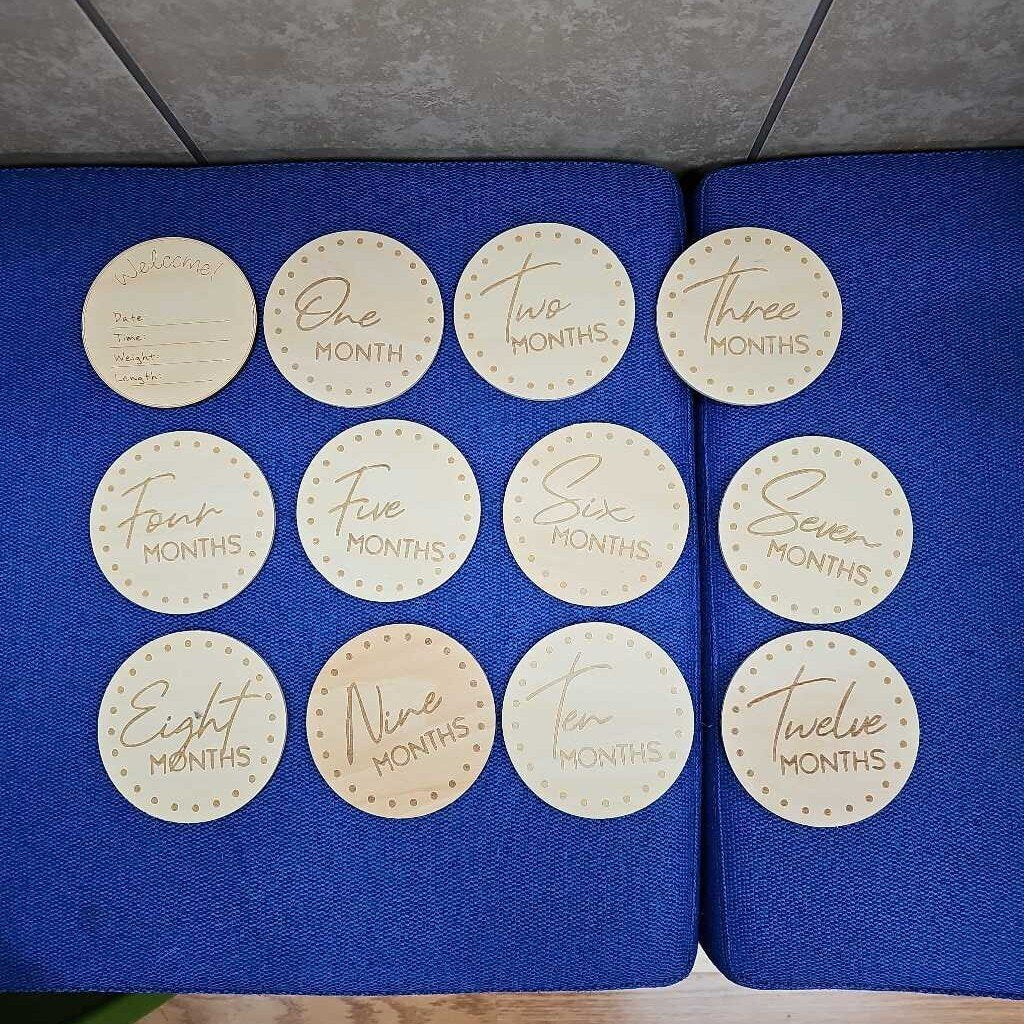 Welcome!
Date
Time:
Weight:
Length:
One
MONTH
Two
MONTHS
Three
MONTHS
Four
MONTHS
Five
MONTHS
Six
MONTHS
Seven
MONTHS
Eight
MONTHS
Nine
MONTHS
Ten
MONTHS
Twelve
MONTHS